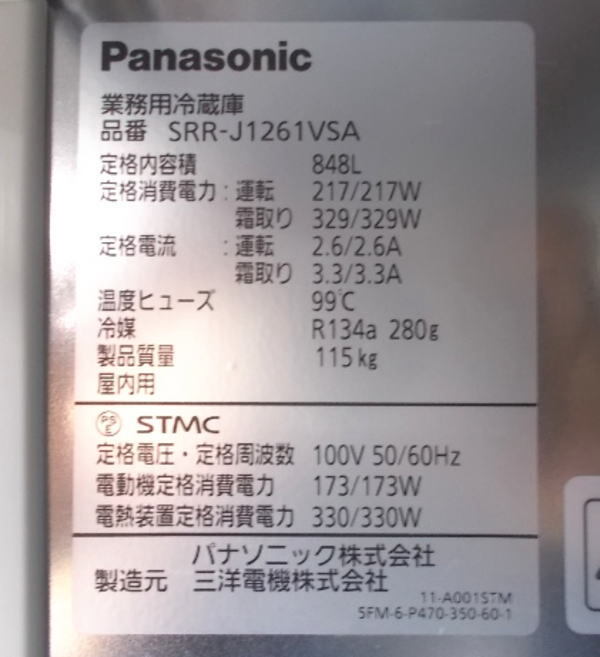 Panasonic
業務用冷蔵庫
品番 SRR-J1261VSA
定格内容積 848L
定格消費電力：運転 217/217W
霜取り 329/329W
定格電流 ：運転 2.6/2.6A
霜取り 3.3/3.3A
温度ヒューズ 99℃
冷媒 R134a 280g
製品質量 115kg
屋内用
PSE STMC
定格電圧・定格周波数 100V 50/60Hz
電動機定格消費電力 173/173W
電熱装置定格消費電力 330/330W
パナソニック株式会社
製造元 三洋電機株式会社
11-A001STM
5FM-6-P470-350-60-1